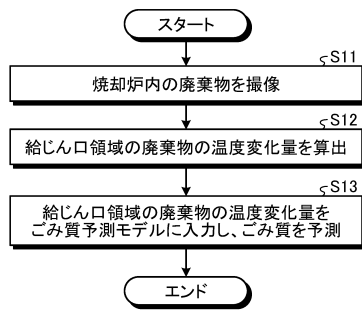 スタート
S11
焼却炉内の廃棄物を撮像
S12
給じん口領域の廃棄物の温度変化量を算出
S13
給じん口領域の廃棄物の温度変化量を
ごみ質予測モデルに入力し、ごみ質を予測
エンド